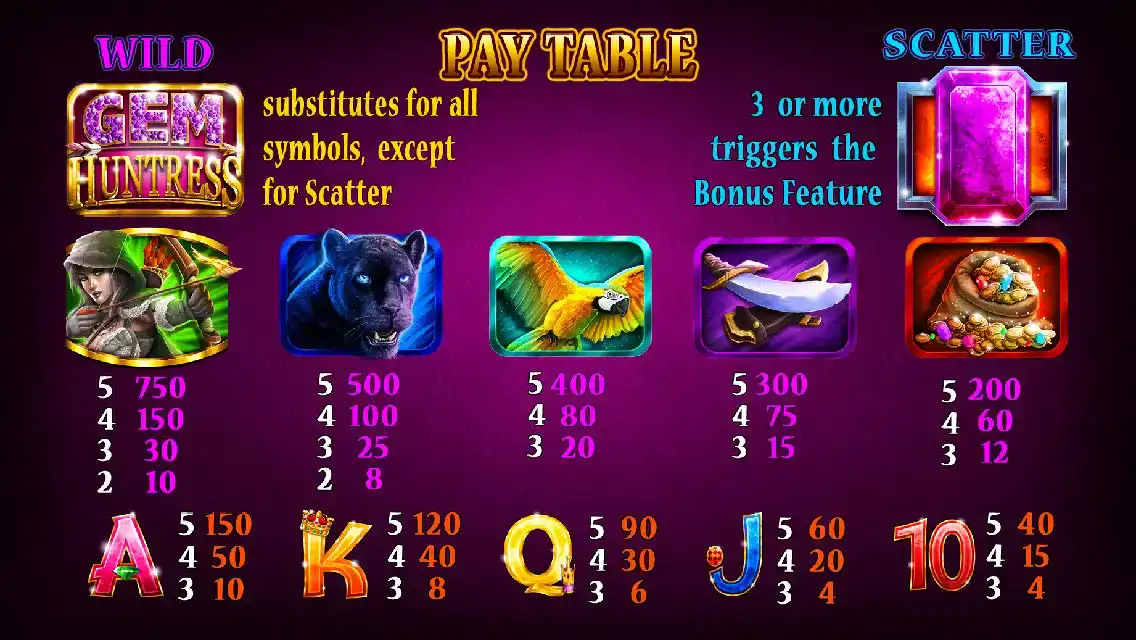 WILD
PAY TABLE
SCATTER
GEM
HUNTRESS
substitutes for all
symbols, except
for Scatter
3 or more
triggers the
Bonus Feature
5 750
4 150
3 30
2 10
5 500
4 100
3 25
2 8
5 400
4 80
3 20
5 300
4 75
3 15
5 200
4 60
3 12
A
5 150
4 50
3 10
K
5 120
4 40
3 8
Q
5 90
4 30
3 6
J
5 60
4 20
3 4
10
5 40
4 15
3 4